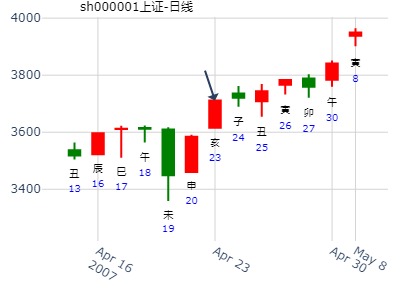 sh000001上证-日线
4000
3800
3600
3400
丑
13
辰
16
巳
17
午
18
未
19
申
20
亥
23
子
24
丑
25
寅
26
卯
27
午
30
寅
8
Apr 16
2007
Apr 23
Apr 30
May 8